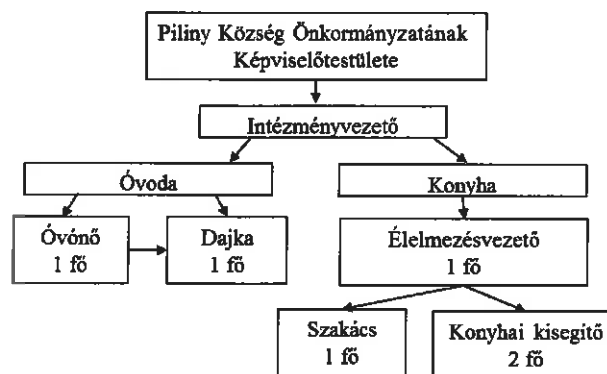 Piliny Község Önkormányzatának
Képviselőtestülete
Intézményvezető
Óvoda
Konyha
Óvónő
1 fő
Dajka
1 fő
Élelmezésvezető
1 fő
Szakács
1 fő
Konyhai kisegítő
2 fő